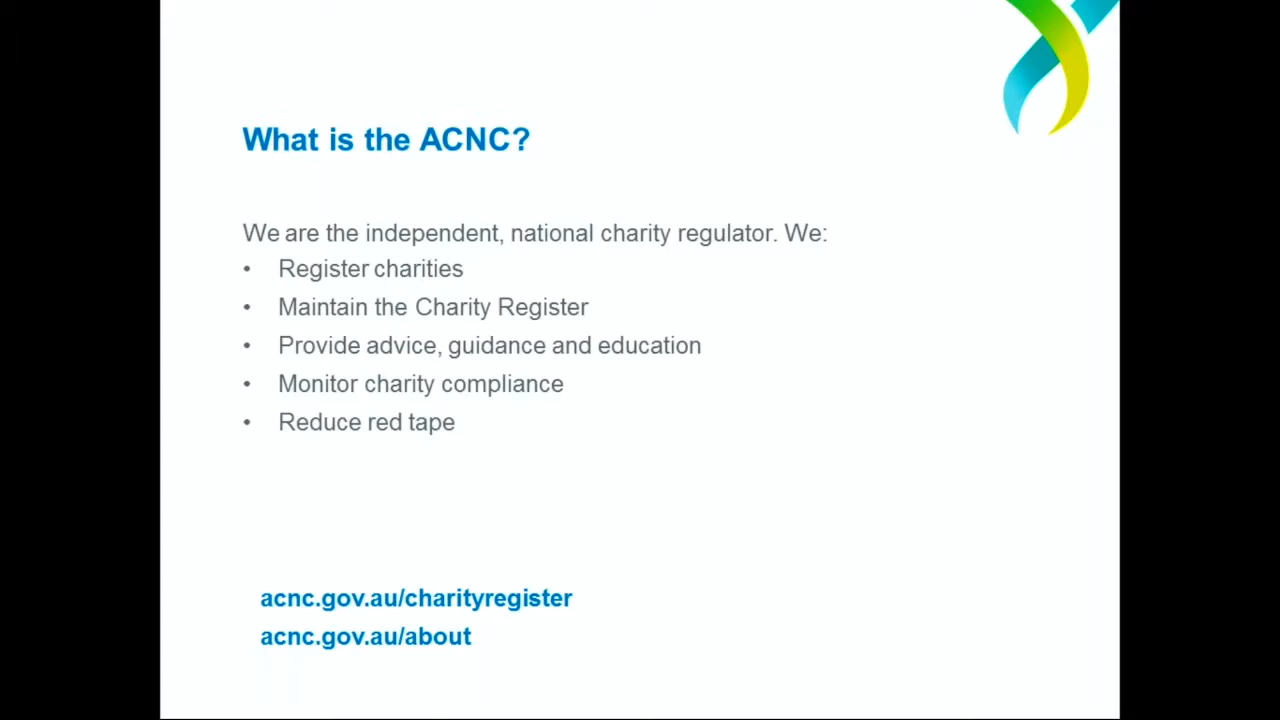 What is the ACNC?
We are the independent, national charity regulator. We:
• Register charities
• Maintain the Charity Register
• Provide advice, guidance and education
• Monitor charity compliance
• Reduce red tape
acnc.gov.au/charityregister
acnc.gov.au/about